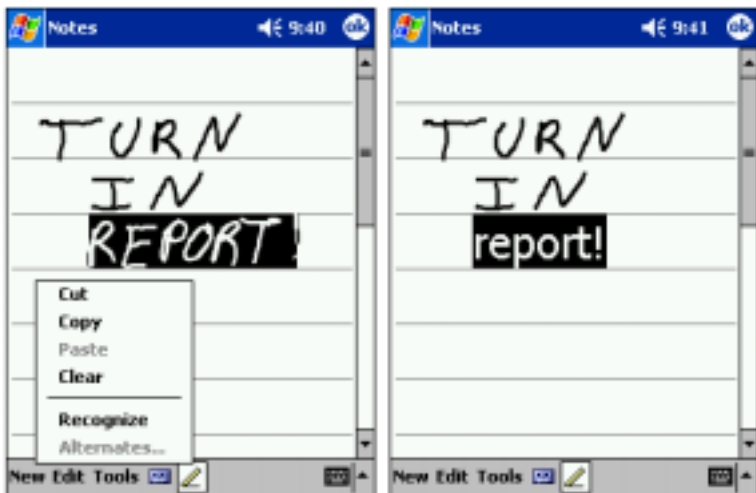 Notes 9:40 ok
TURN
IN
REPORT!
Cut
Copy
Paste
Clear
Recognize
Alternates...
New Edit Tools
Notes 9:41 ok
TURN
IN
report!
New Edit Tools